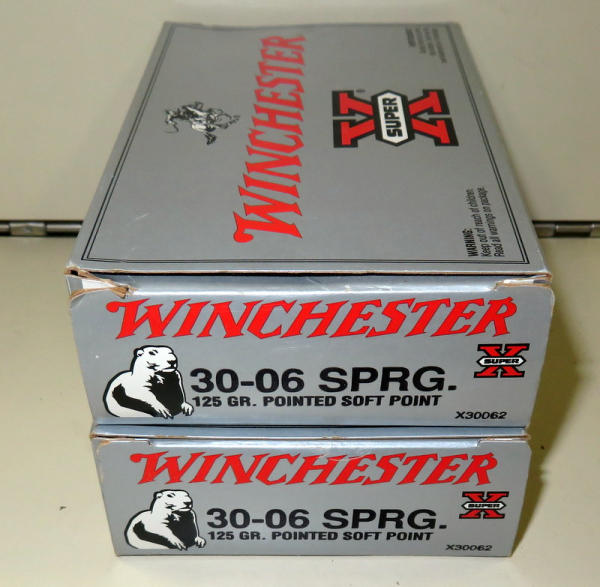 WINCHESTER
SUPER X
WARNING:
Keep out of reach of children.
Read all warnings on package.
WINCHESTER
SUPER X
30-06 SPRG.
125 GR. POINTED SOFT POINT
X30062
WINCHESTER
SUPER X
30-06 SPRG.
125 GR. POINTED SOFT POINT
X30062